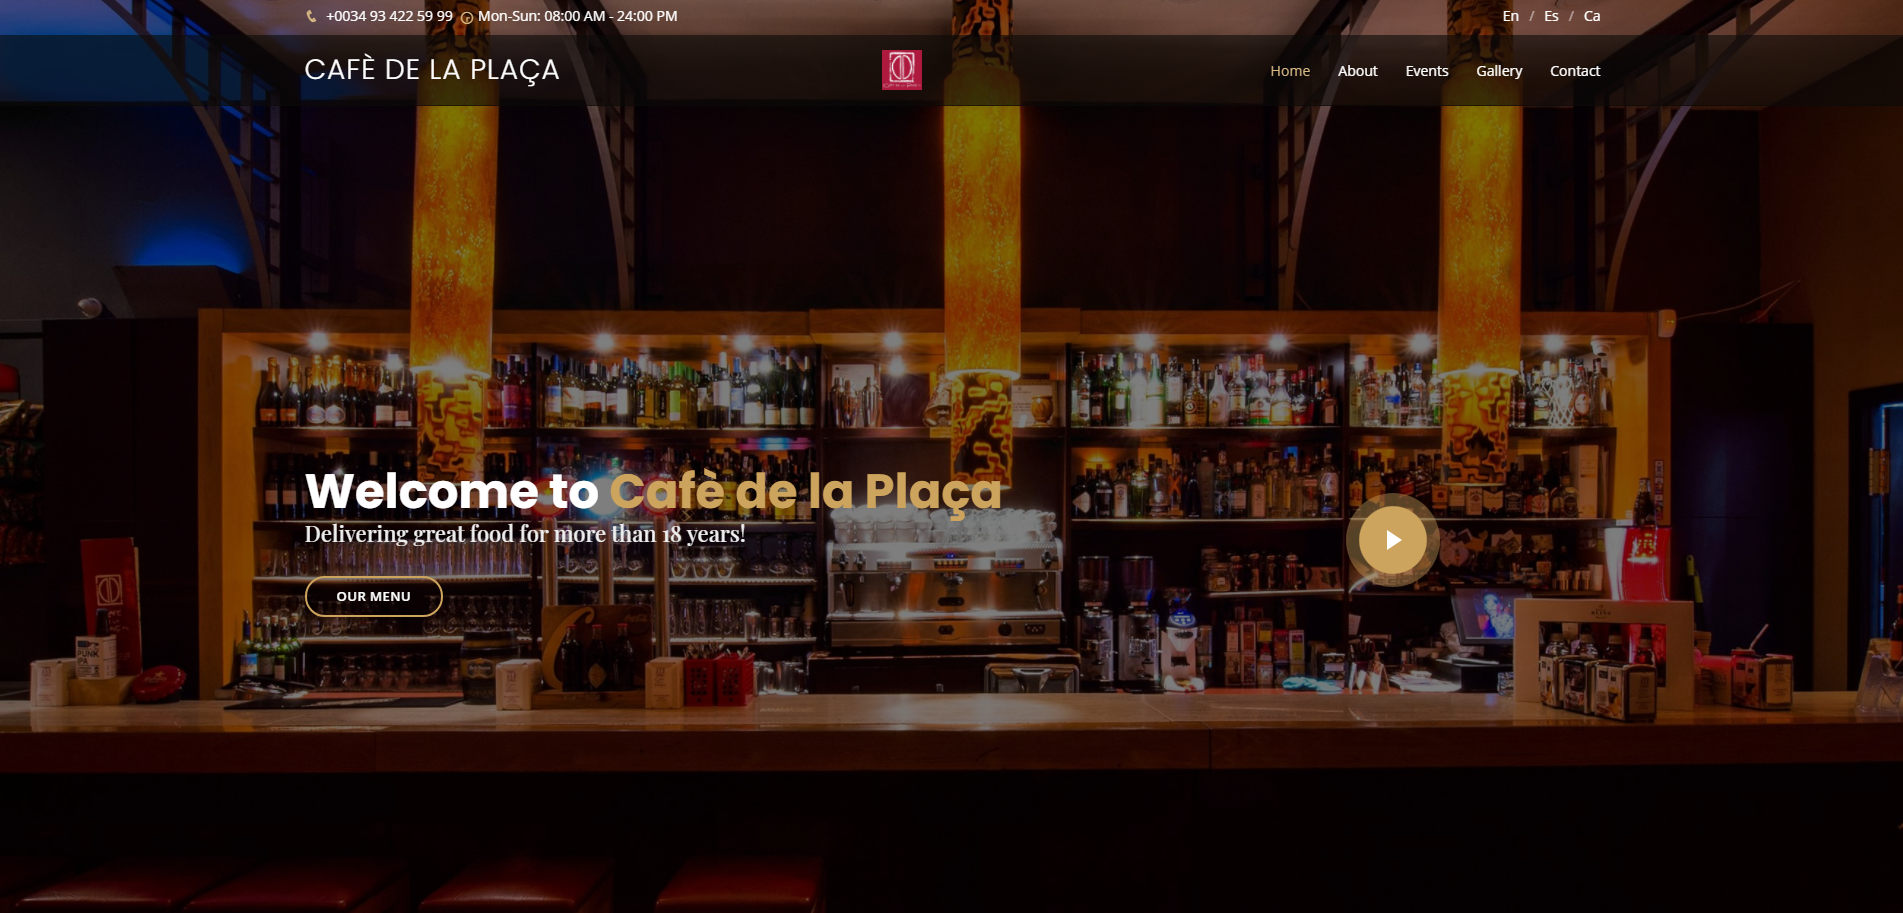 +0034 93 422 59 99 Mon-Sun: 08:00 AM - 24:00 PM
En / Es / Ca
CAFÈ DE LA PLAÇA
Home About Events Gallery Contact
Welcome to Cafè de la Plaça
Delivering great food for more than 18 years!
OUR MENU
PUNK
IPA